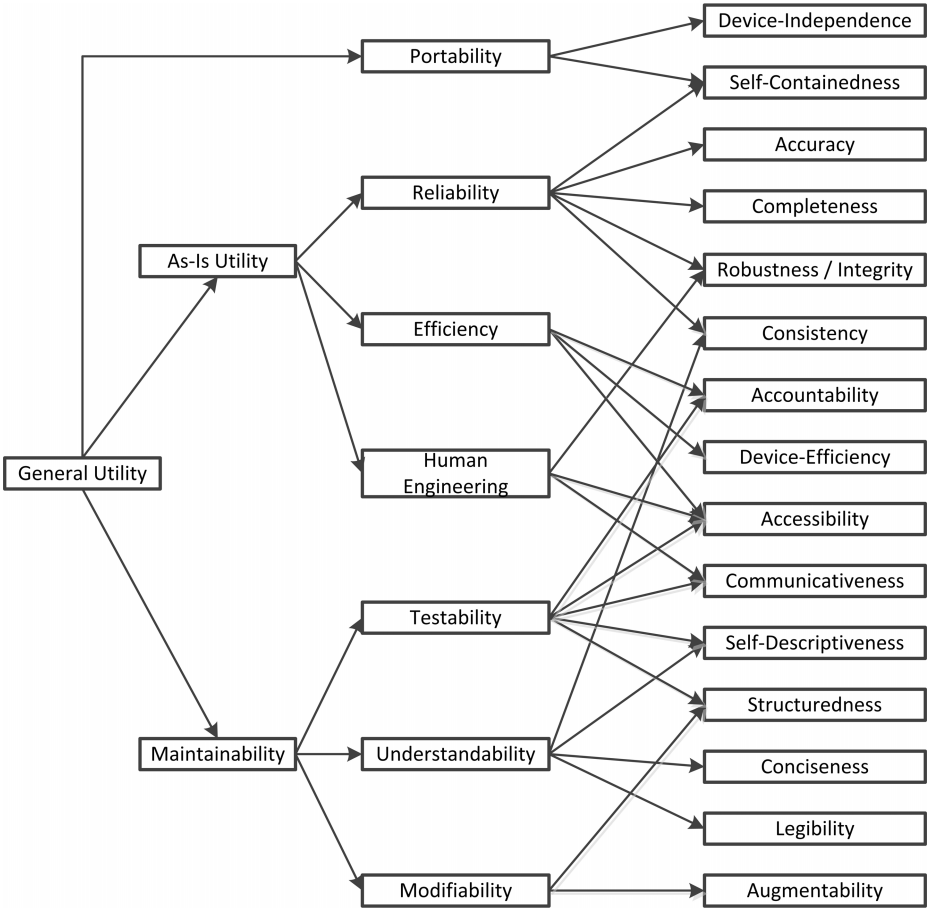 Device-Independence
Portability
Self-Containedness
Accuracy
Reliability
Completeness
As-Is Utility
Robustness / Integrity
Efficiency
Consistency
Accountability
General Utility
Human
Engineering
Device-Efficiency
Accessibility
Communicativeness
Testability
Self-Descriptiveness
Structuredness
Maintainability
Understandability
Conciseness
Legibility
Modifiability
Augmentability